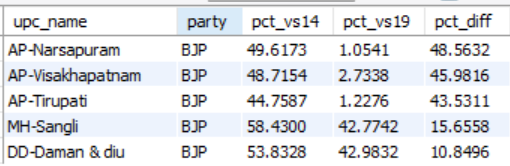 upc_name party pct_vs14 pct_vs19 pct_diff
AP-Narsapuram BJP 49.6173 1.0541 48.5632
AP-Visakhapatnam BJP 48.7154 2.7338 45.9816
AP-Tirupati BJP 44.7587 1.2276 43.5311
MH-Sangli BJP 58.4300 42.7742 15.6558
DD-Daman & diu BJP 53.8328 42.9832 10.8496